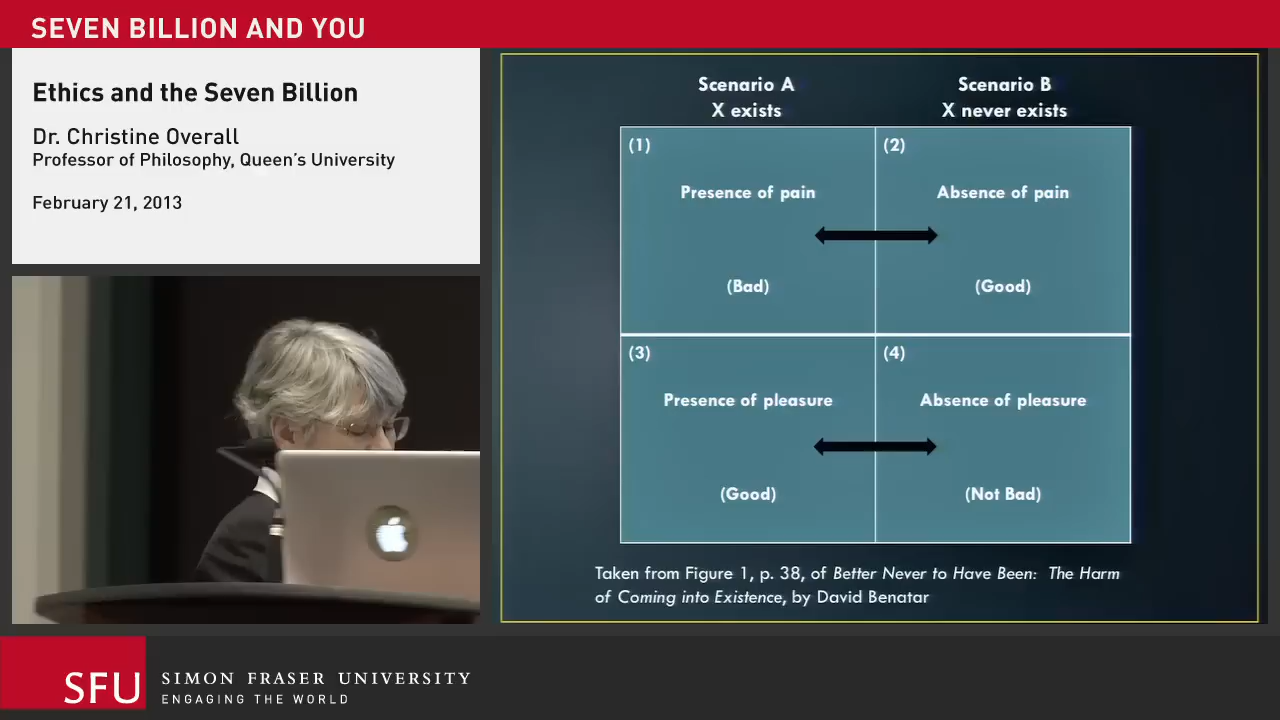 SEVEN BILLION AND YOU
Ethics and the Seven Billion
Dr. Christine Overall
Professor of Philosophy, Queen's University
February 21, 2013
Scenario A
X exists
Scenario B
X never exists
(1)
Presence of pain
(Bad)
(2)
Absence of pain
(Good)
(3)
Presence of pleasure
(Good)
(4)
Absence of pleasure
(Not Bad)
Taken from Figure 1, p. 38, of Better Never to Have Been: The Harm
of Coming into Existence, by David Benatar
SFU
SIMON FRASER UNIVERSITY
ENGAGING THE WORLD